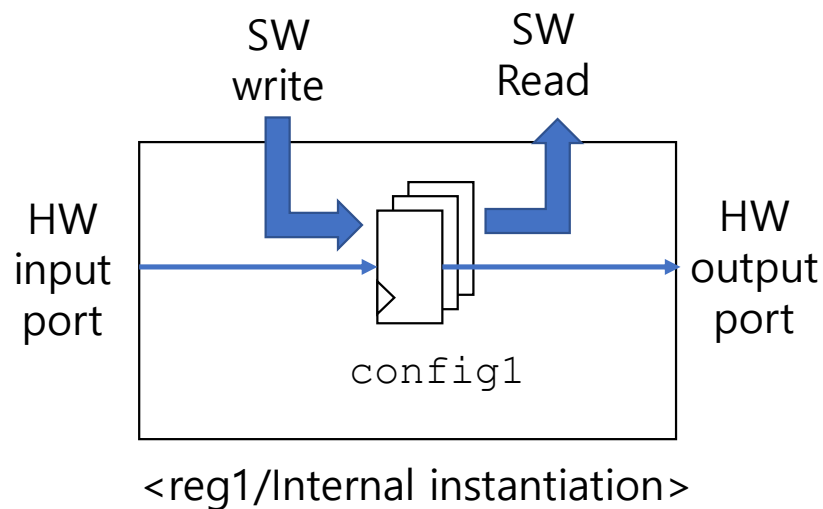 SW
write
SW
Read
HW
input
port
HW
output
port
config1
<reg1/Internal instantiation>